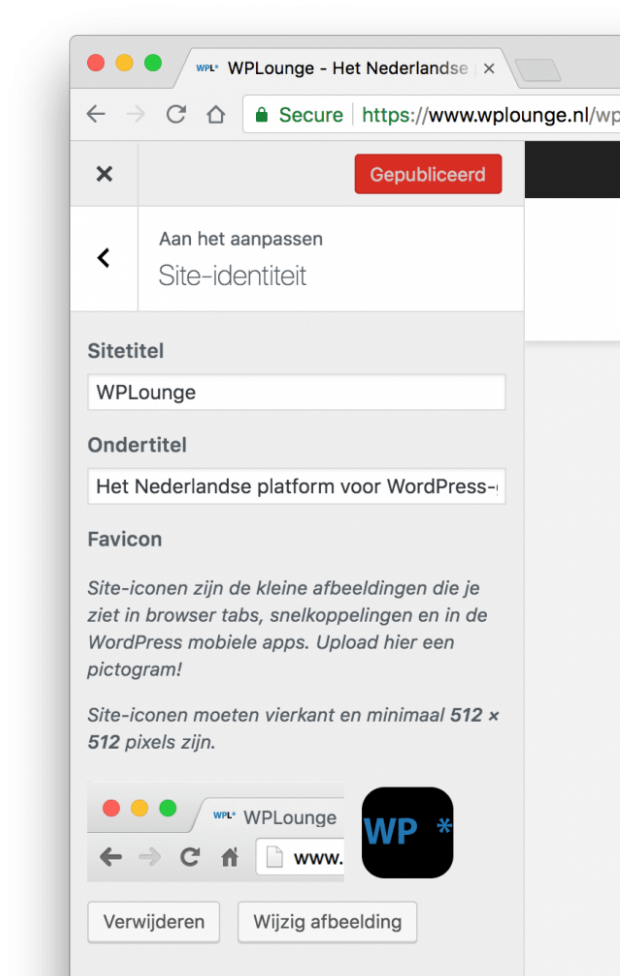 WPL* WPLounge - Het Nederlandse
Secure https://www.wplounge.nl/wp
Gepubliceerd
Aan het aanpassen
Site-identiteit
Sitetitel
WPLounge
Ondertitel
Het Nederlandse platform voor WordPress-
Favicon
Site-iconen zijn de kleine afbeeldingen die je
ziet in browser tabs, snelkoppelingen en in de
WordPress mobiele apps. Upload hier een
pictogram!
Site-iconen moeten vierkant en minimaal 512 ×
512 pixels zijn.
WPL* WPLounge
www.
WP *
Verwijderen Wijzig afbeelding